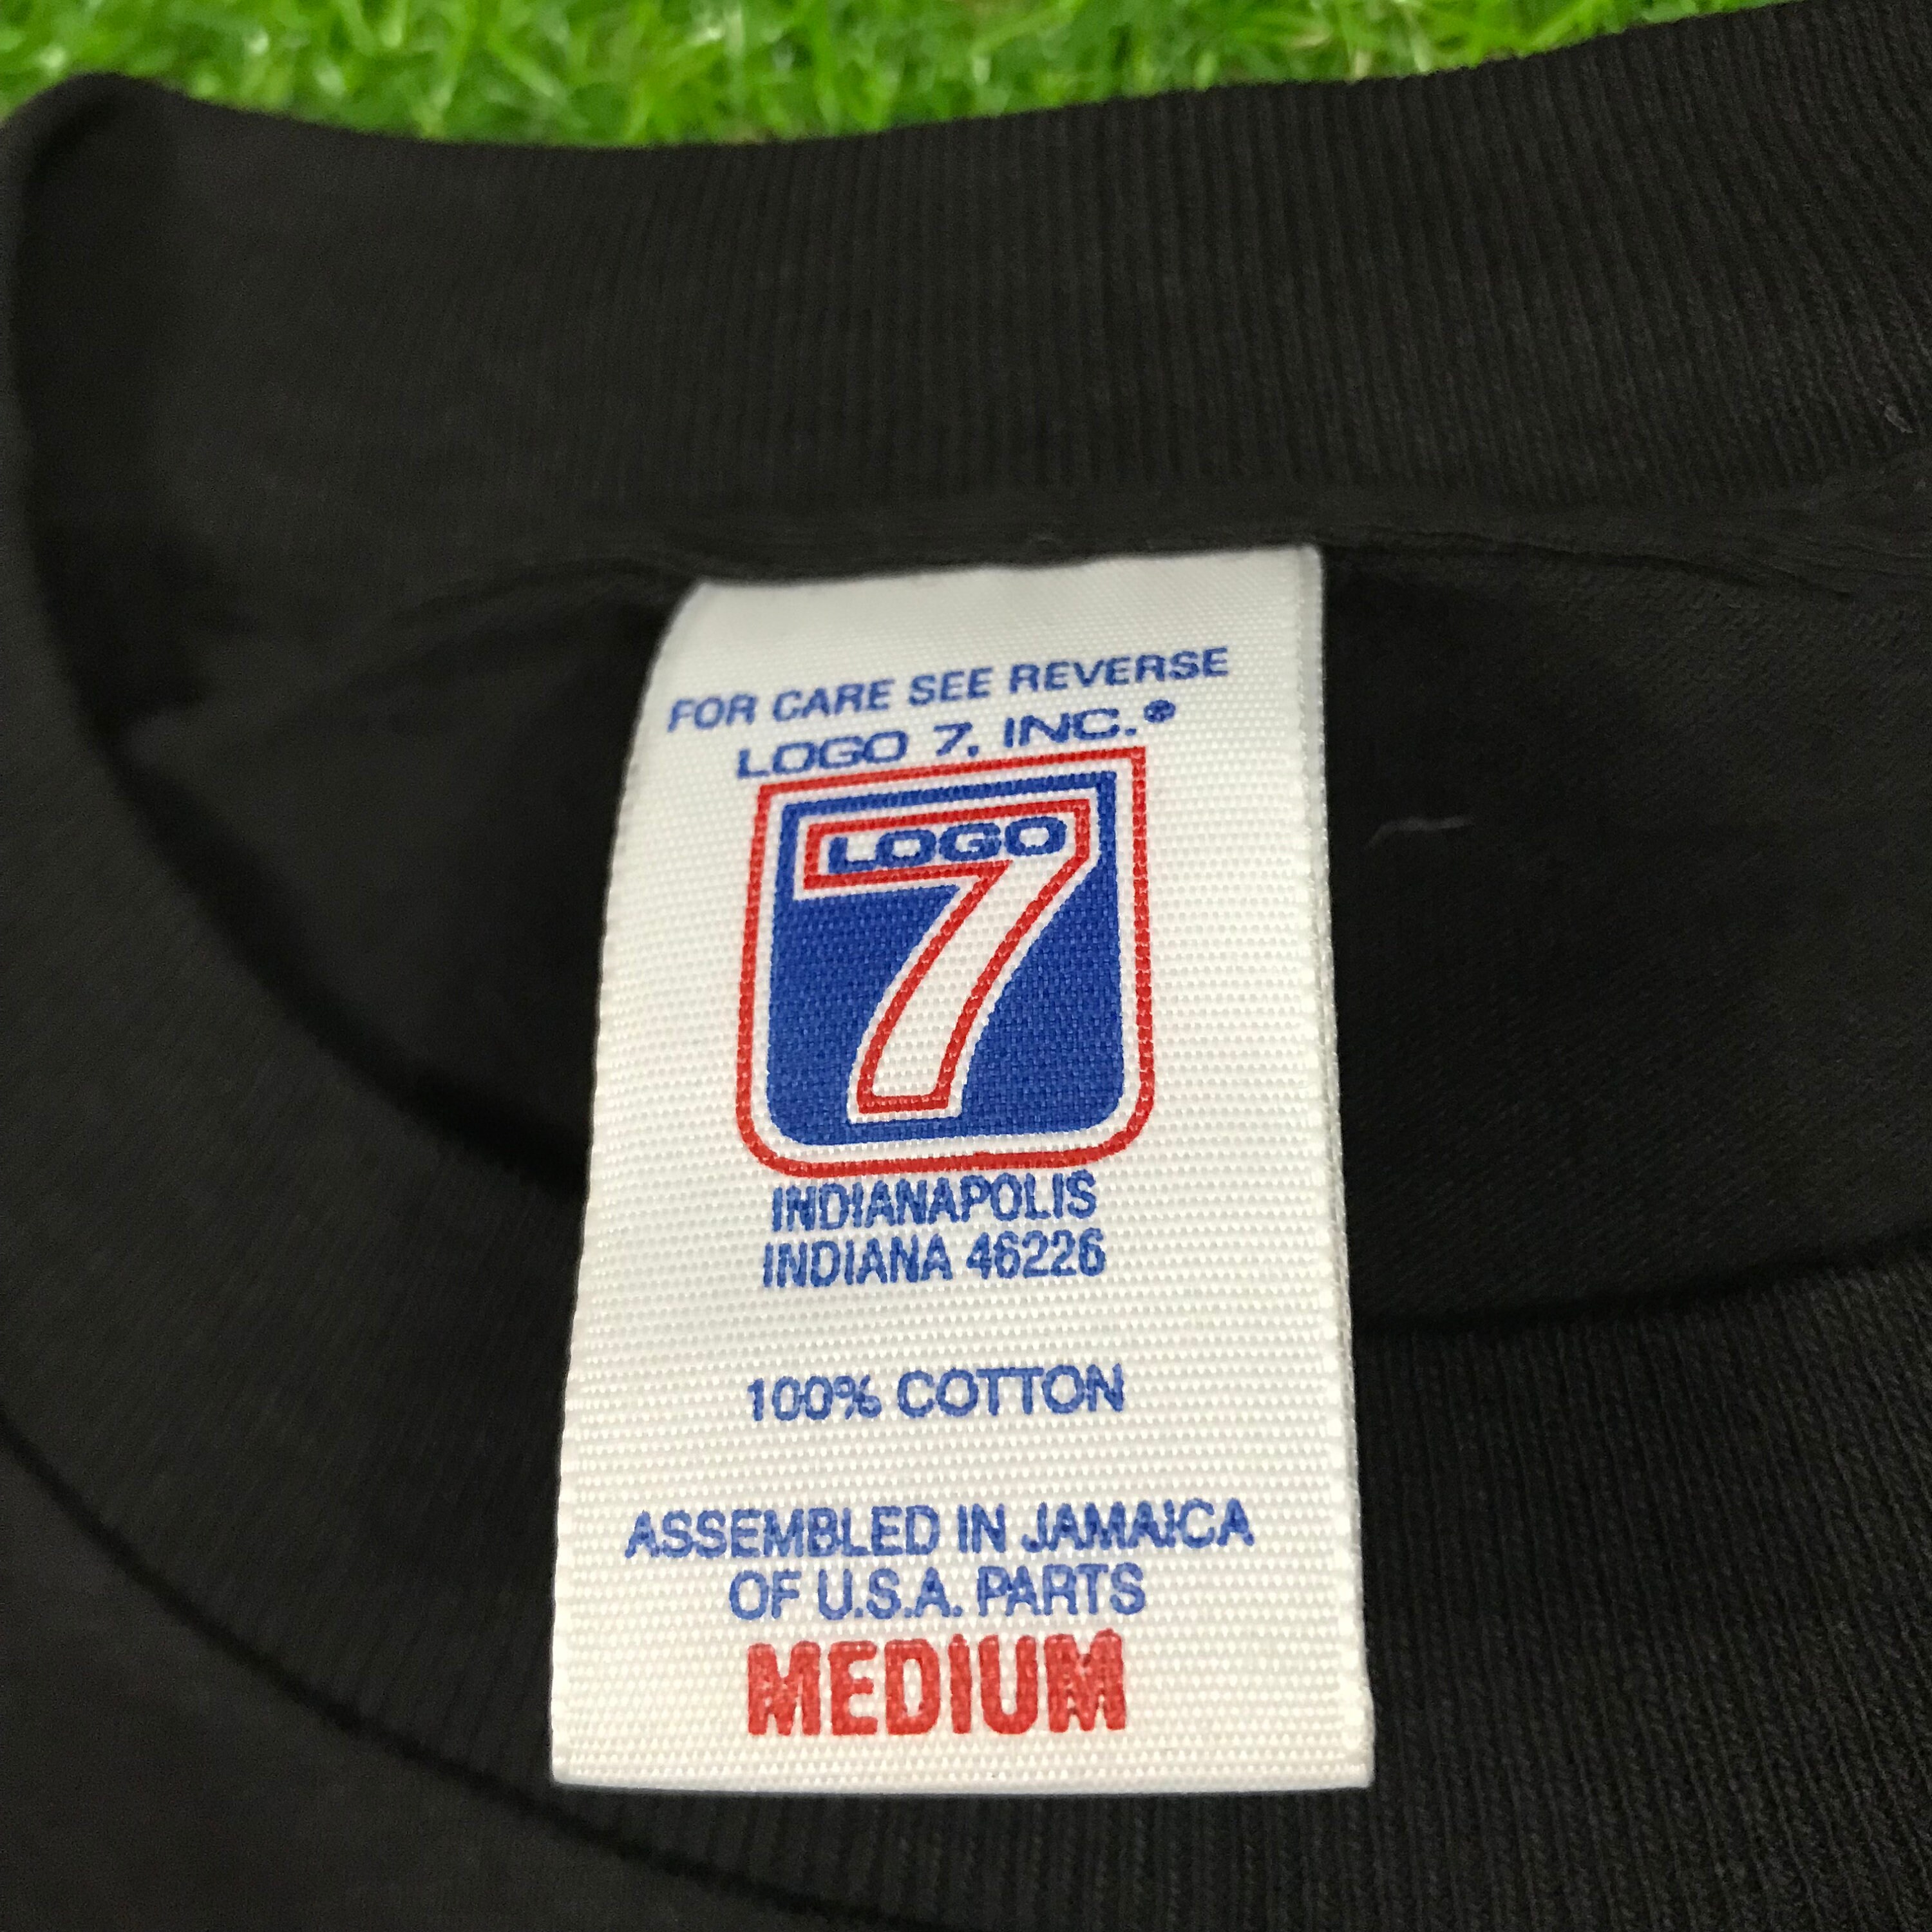 FOR CARE SEE REVERSE
LOGO 7, INC.®
LOGO
7
INDIANAPOLIS
INDIANA 46226
100% COTTON
ASSEMBLED IN JAMAICA
OF U.S.A. PARTS
MEDIUM